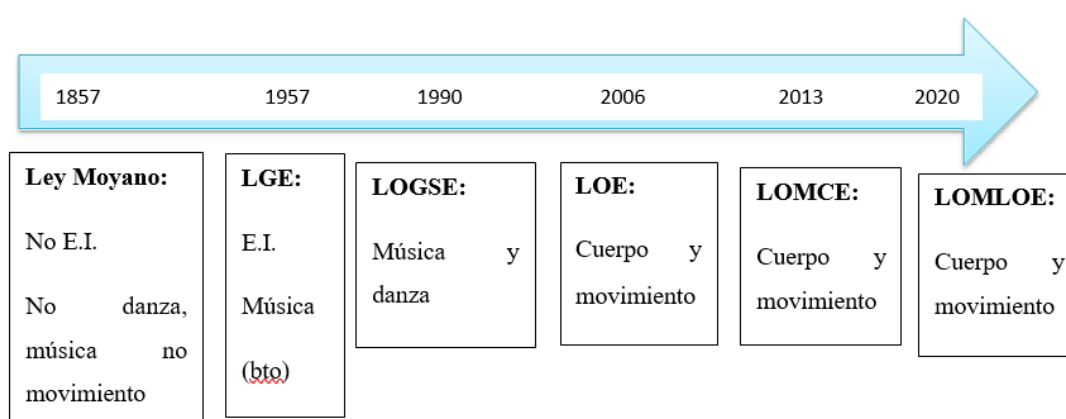 1857 1957 1990 2006 2013 2020
Ley Moyano:
No E.I.
No danza,
música no
movimiento
LGE:
E.I.
Música
(bto)
LOGSE:
Música y
danza
LOE:
Cuerpo y
movimiento
LOMCE:
Cuerpo y
movimiento
LOMLOE:
Cuerpo y
movimiento